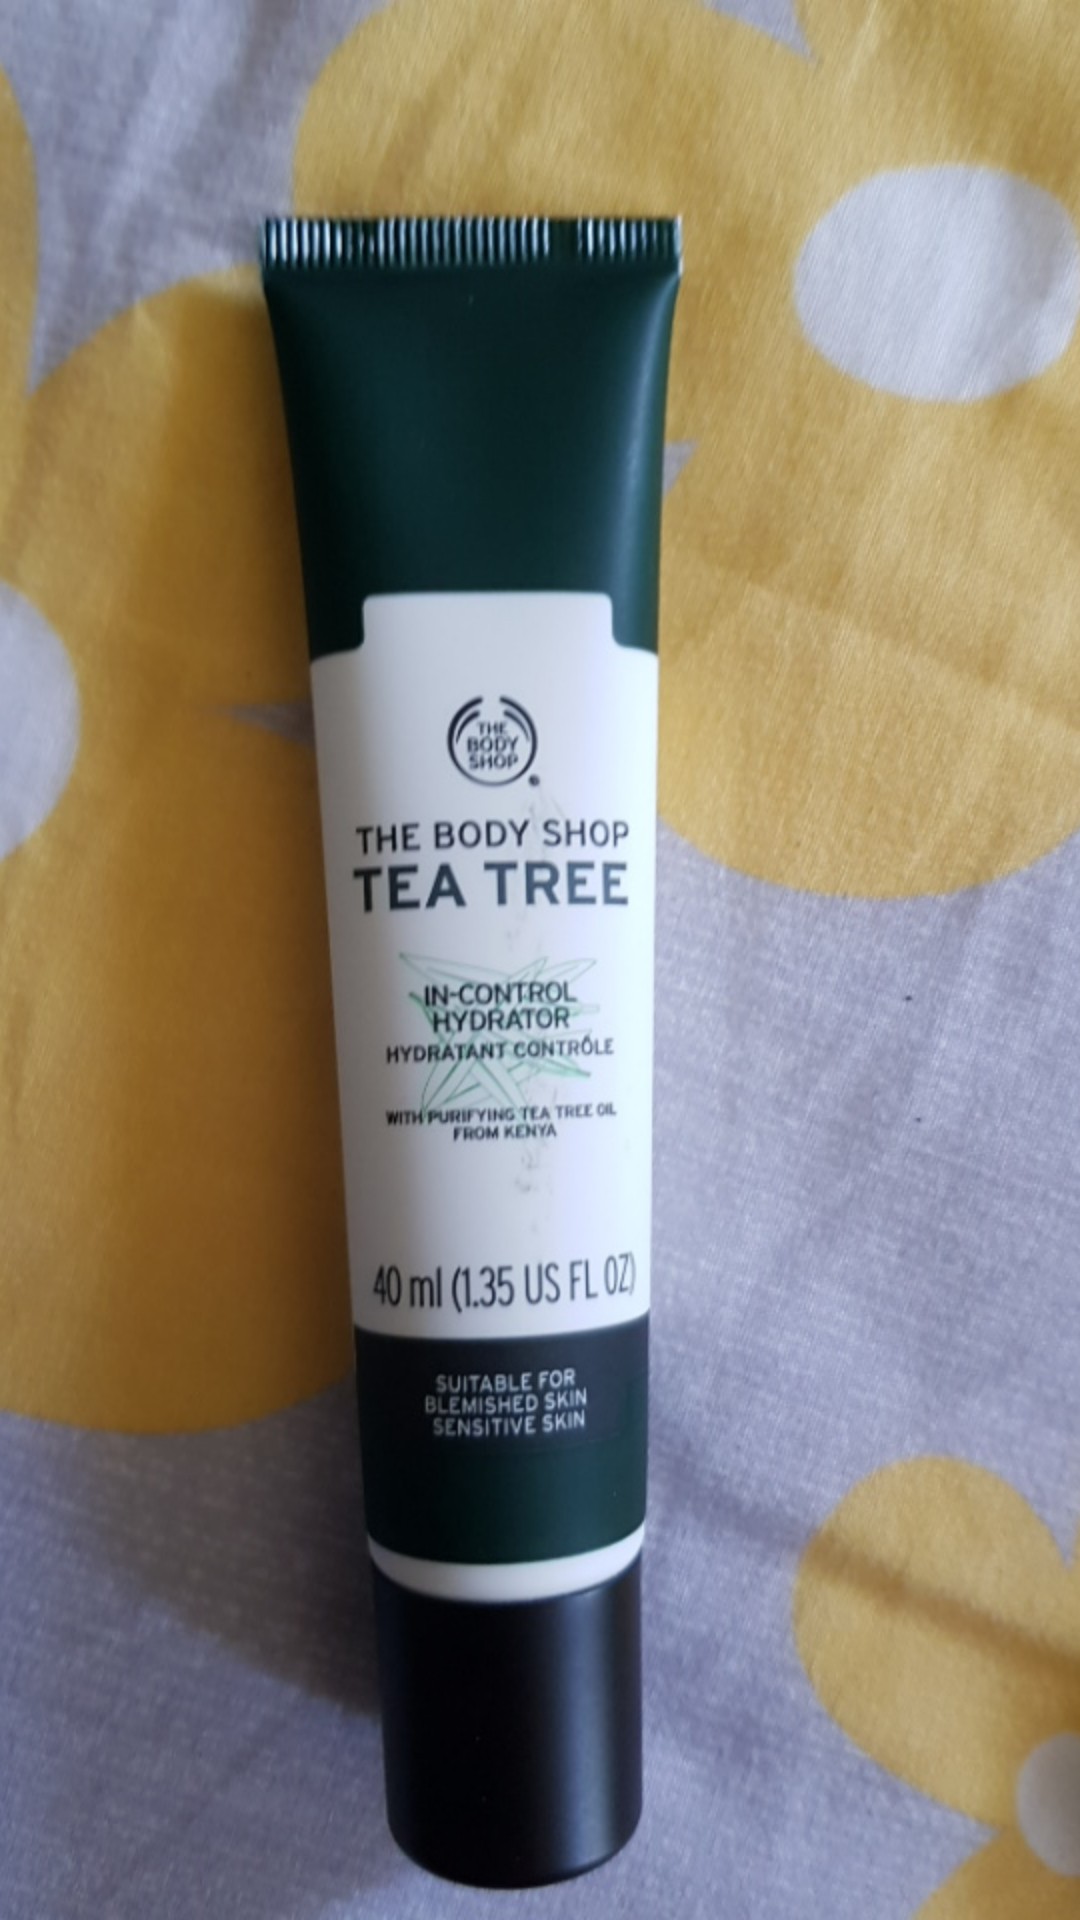 THE
BODY
SHOP
®
THE BODY SHOP
TEA TREE
IN-CONTROL
HYDRATOR
HYDRATANT CONTRÔLE
WITH PURIFYING TEA TREE OIL
FROM KENYA
40 ml (1.35 US FL OZ)
SUITABLE FOR
BLEMISHED SKIN
SENSITIVE SKIN